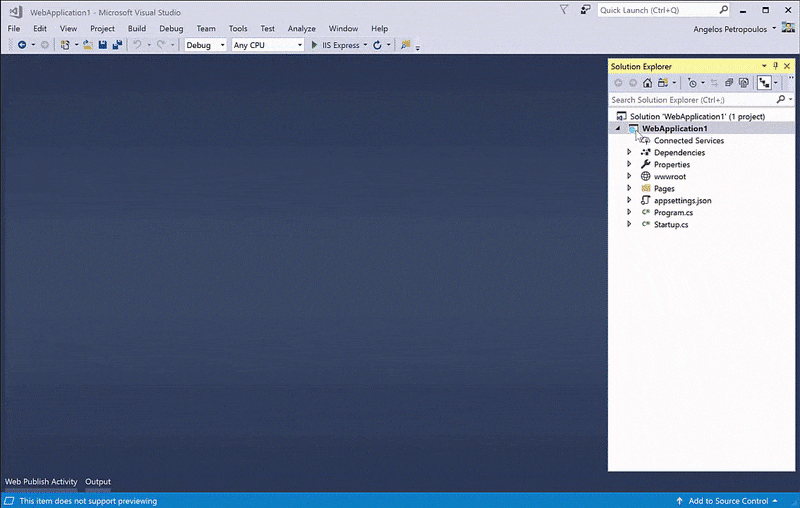 WebApplication1 - Microsoft Visual Studio
Quick Launch (Ctrl+Q)
File Edit View Project Build Debug Team Tools Test Analyze Window Help
Angelos Petropoulos
Debug Any CPU IIS Express
Solution Explorer
Search Solution Explorer (Ctrl+;)
Solution 'WebApplication1' (1 project)
WebApplication1
Connected Services
Dependencies
Properties
wwwroot
Pages
appsettings.json
C# Program.cs
C# Startup.cs
Web Publish Activity Output
This item does not support previewing
Add to Source Control